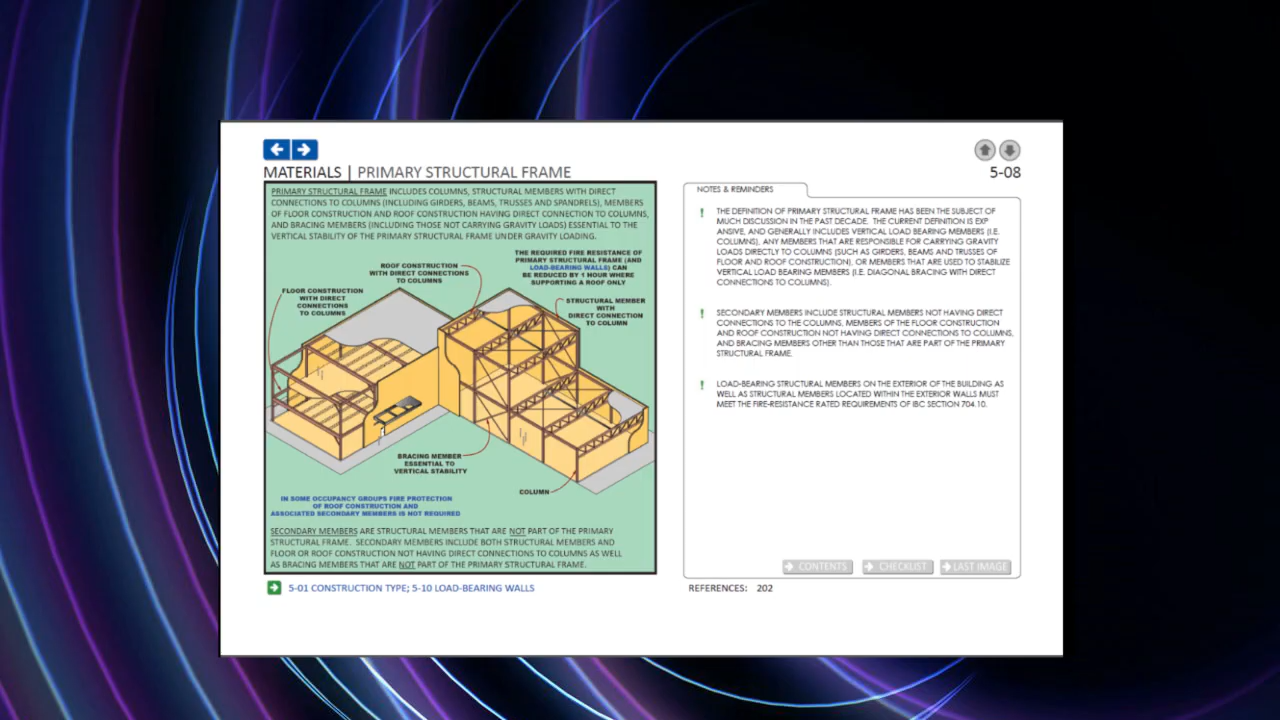 MATERIALS | PRIMARY STRUCTURAL FRAME
5-08
PRIMARY STRUCTURAL FRAME INCLUDES COLUMNS, STRUCTURAL MEMBERS WITH DIRECT
CONNECTIONS TO COLUMNS (INCLUDING GIRDERS, BEAMS, TRUSSES AND SPANDRELS), MEMBERS
OF FLOOR CONSTRUCTION AND ROOF CONSTRUCTION HAVING DIRECT CONNECTION TO COLUMNS,
AND BRACING MEMBERS (INCLUDING THOSE NOT CARRYING GRAVITY LOADS) ESSENTIAL TO THE
VERTICAL STABILITY OF THE PRIMARY STRUCTURAL FRAME UNDER GRAVITY LOADING.
THE REQUIRED FIRE RESISTANCE OF
PRIMARY STRUCTURAL FRAME (AND
LOAD-BEARING WALLS) CAN
BE REDUCED BY 1 HOUR WHERE
SUPPORTING A ROOF ONLY
ROOF CONSTRUCTION
WITH DIRECT CONNECTIONS
TO COLUMNS
FLOOR CONSTRUCTION
WITH DIRECT
CONNECTIONS
TO COLUMNS
STRUCTURAL MEMBER
WITH
DIRECT CONNECTION
TO COLUMN
BRACING MEMBER
ESSENTIAL TO
VERTICAL STABILITY
COLUMN
IN SOME OCCUPANCY GROUPS FIRE PROTECTION
OF ROOF CONSTRUCTION AND
ASSOCIATED SECONDARY MEMBERS IS NOT REQUIRED
SECONDARY MEMBERS ARE STRUCTURAL MEMBERS THAT ARE NOT PART OF THE PRIMARY
STRUCTURAL FRAME. SECONDARY MEMBERS INCLUDE BOTH STRUCTURAL MEMBERS AND
FLOOR OR ROOF CONSTRUCTION NOT HAVING DIRECT CONNECTIONS TO COLUMNS AS WELL
AS BRACING MEMBERS THAT ARE NOT PART OF THE PRIMARY STRUCTURAL FRAME.
5-01 CONSTRUCTION TYPE; 5-10 LOAD-BEARING WALLS
NOTES & REMINDERS
! THE DEFINITION OF PRIMARY STRUCTURAL FRAME HAS BEEN THE SUBJECT OF
MUCH DISCUSSION IN THE PAST DECADE. THE CURRENT DEFINITION IS EXP
ANSIVE, AND GENERALLY INCLUDES VERTICAL LOAD BEARING MEMBERS (I.E.
COLUMNS), ANY MEMBERS THAT ARE RESPONSIBLE FOR CARRYING GRAVITY
LOADS DIRECTLY TO COLUMNS (SUCH AS GIRDERS, BEAMS AND TRUSSES OF
FLOOR AND ROOF CONSTRUCTION), OR MEMBERS THAT ARE USED TO STABILIZE
VERTICAL LOAD BEARING MEMBERS (I.E. DIAGONAL BRACING WITH DIRECT
CONNECTIONS TO COLUMNS).
! SECONDARY MEMBERS INCLUDE STRUCTURAL MEMBERS NOT HAVING DIRECT
CONNECTIONS TO THE COLUMNS, MEMBERS OF THE FLOOR CONSTRUCTION
AND ROOF CONSTRUCTION NOT HAVING DIRECT CONNECTIONS TO COLUMNS,
AND BRACING MEMBERS OTHER THAN THOSE THAT ARE PART OF THE PRIMARY
STRUCTURAL FRAME.
! LOAD-BEARING STRUCTURAL MEMBERS ON THE EXTERIOR OF THE BUILDING AS
WELL AS STRUCTURAL MEMBERS LOCATED WITHIN THE EXTERIOR WALLS MUST
MEET THE FIRE-RESISTANCE RATED REQUIREMENTS OF IBC SECTION 704.10.
CONTENTS CHECKLIST LAST IMAGE
REFERENCES: 202